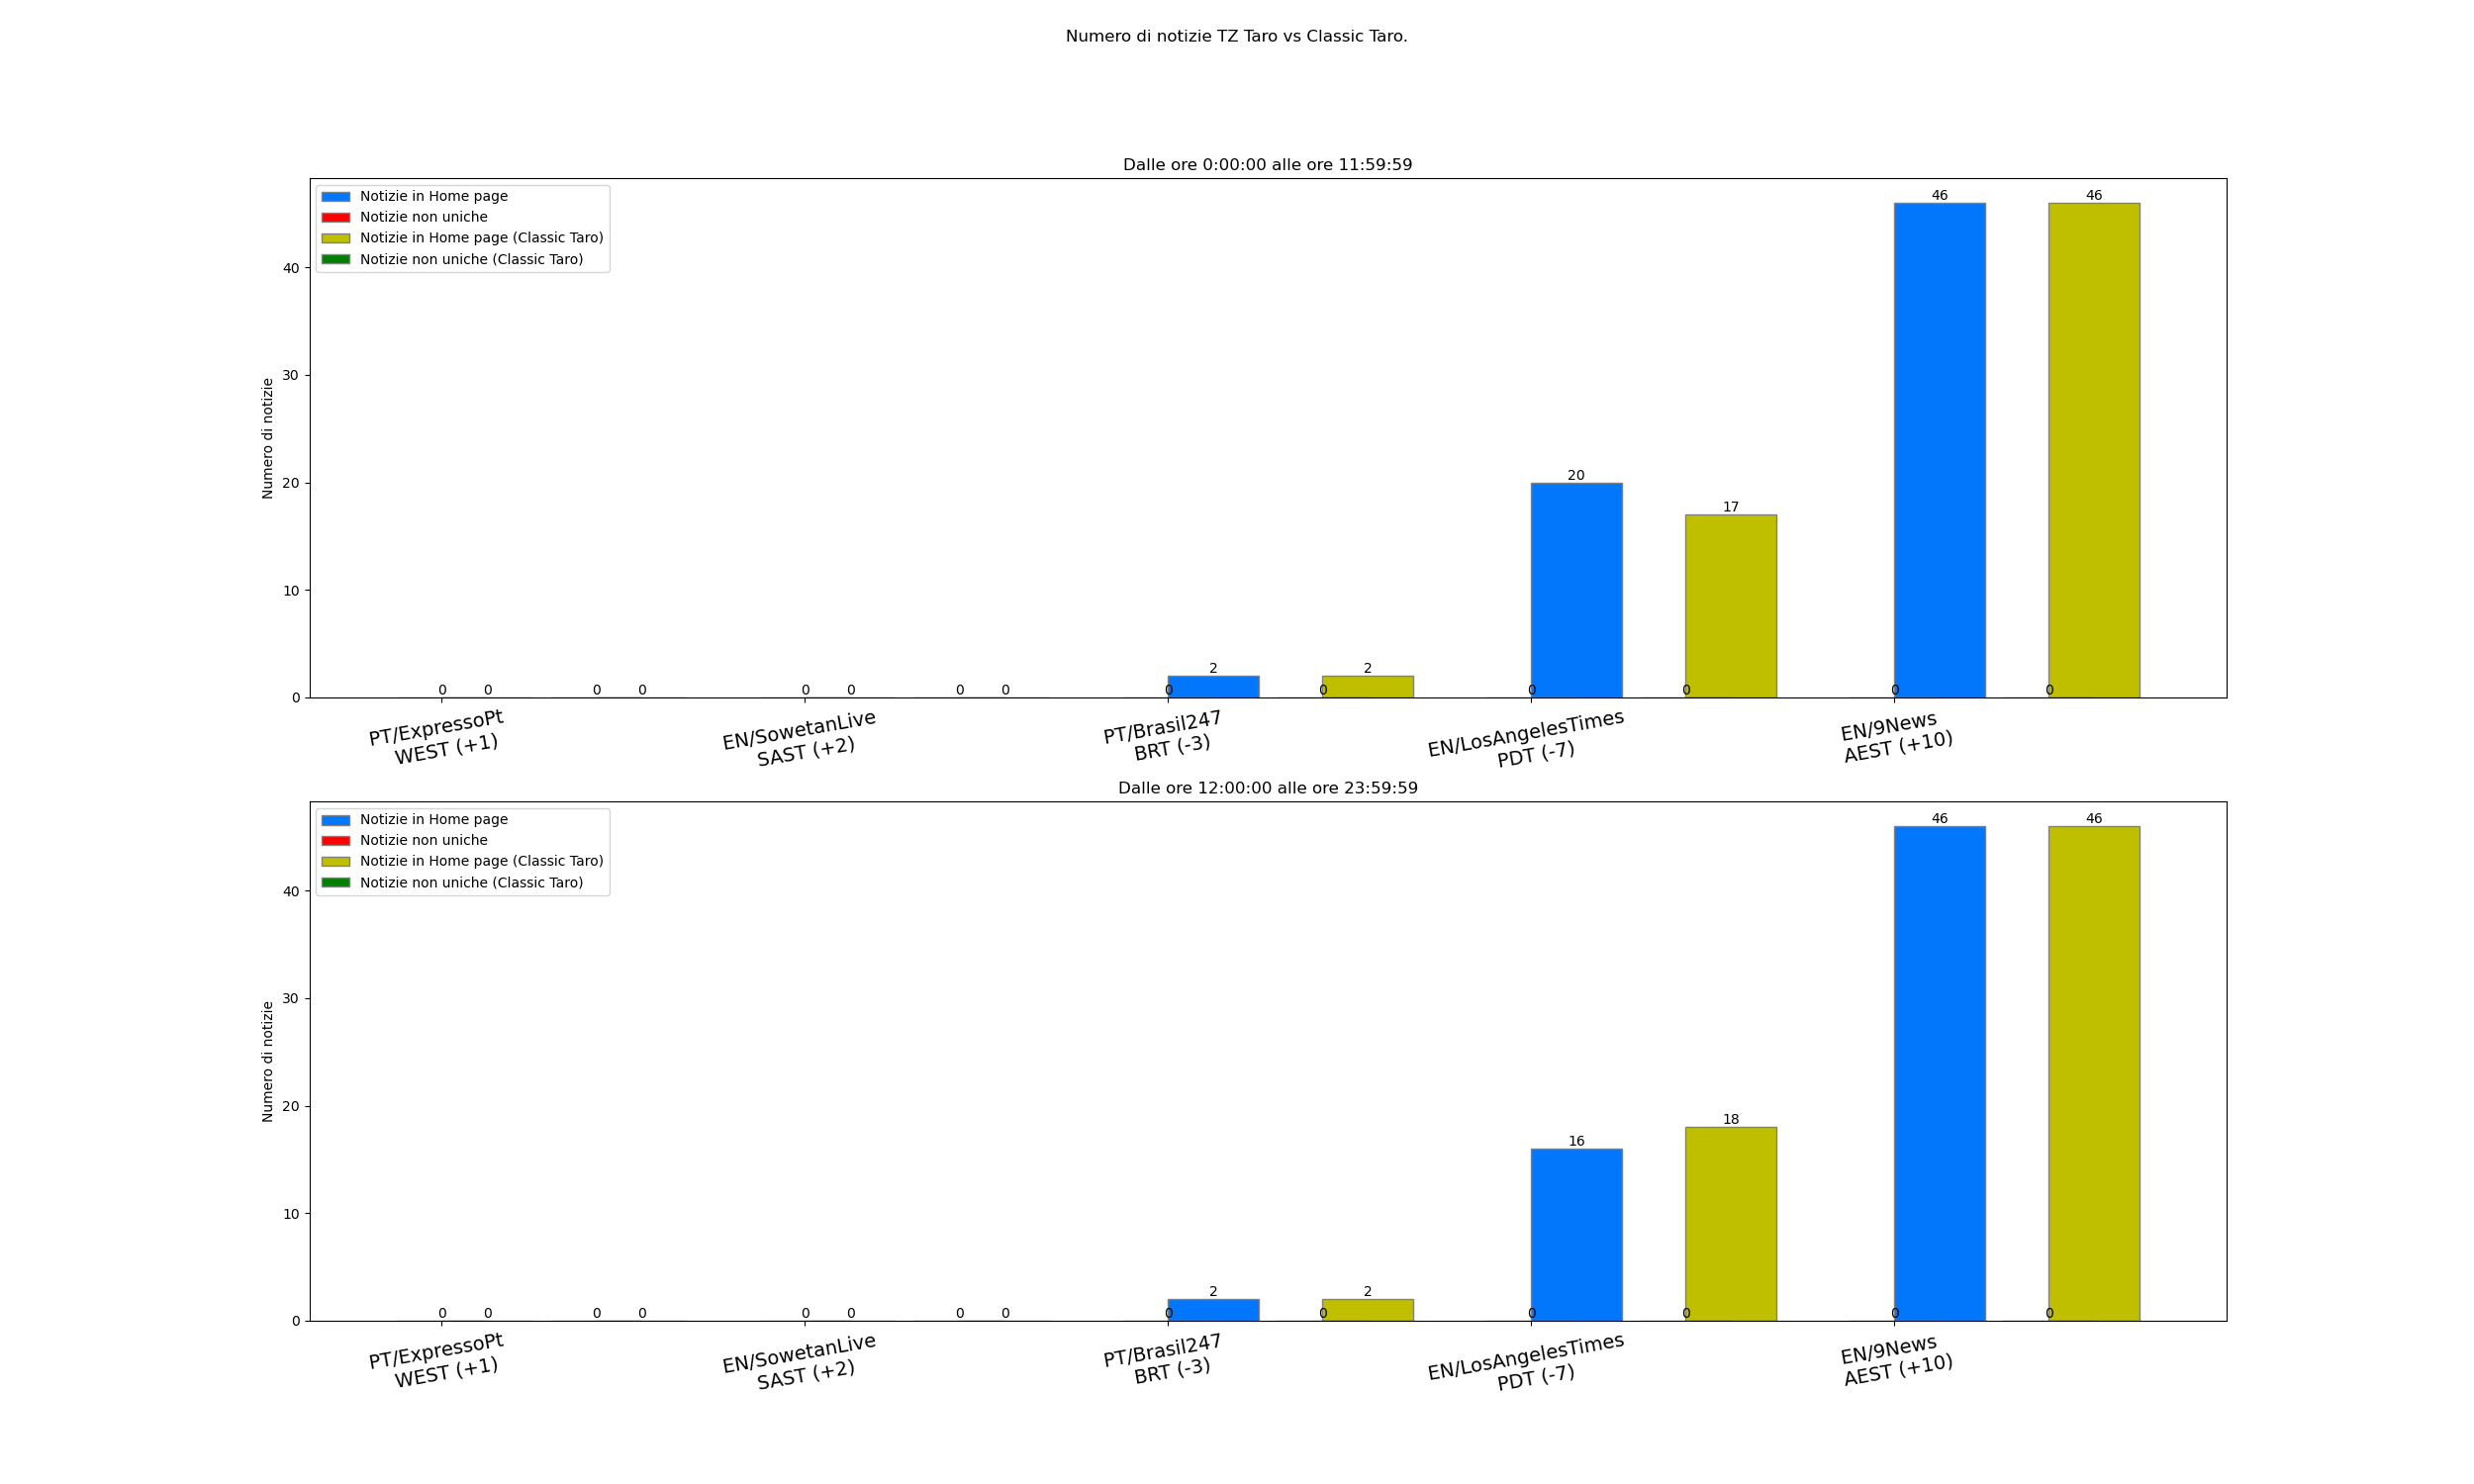 Numero di notizie TZ Taro vs Classic Taro.
Dalle ore 0:00:00 alle ore 11:59:59
Notizie in Home page
Notizie non uniche
Notizie in Home page (Classic Taro)
Notizie non uniche (Classic Taro)
Numero di notizie
40
30
20
10
0
46 46
20
17
2 2
0 0 0 0 0 0 0 0 0 0 0 0 0 0
PT/ExpressoPt
WEST (+1)
EN/SowetanLive
SAST (+2)
PT/Brasil247
BRT (-3)
EN/LosAngelesTimes
PDT (-7)
EN/9News
AEST (+10)
Dalle ore 12:00:00 alle ore 23:59:59
Notizie in Home page
Notizie non uniche
Notizie in Home page (Classic Taro)
Notizie non uniche (Classic Taro)
Numero di notizie
40
30
20
10
0
46 46
18
16
2 2
0 0 0 0 0 0 0 0 0 0 0 0 0 0
PT/ExpressoPt
WEST (+1)
EN/SowetanLive
SAST (+2)
PT/Brasil247
BRT (-3)
EN/LosAngelesTimes
PDT (-7)
EN/9News
AEST (+10)